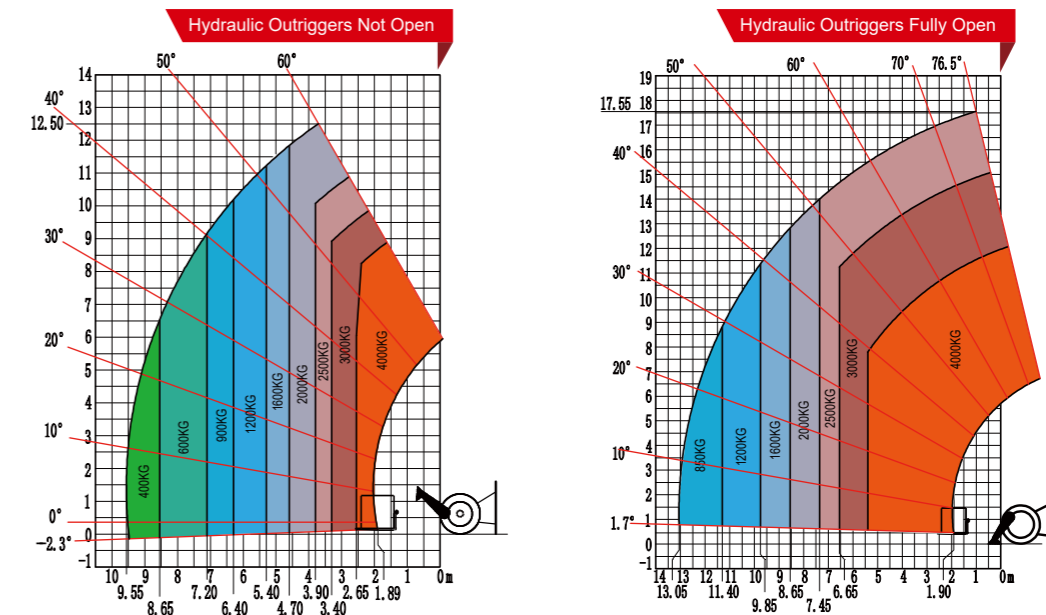 Hydraulic Outriggers Not Open
14
13
12
11
10
9
8
7
6
5
4
3
2
1
0
-1
12.50
60°
50°
40°
30°
20°
10°
0°
-2.3°
400KG
600KG
900KG
1200KG
1600KG
2000KG
2500KG
3000KG
4000KG
10 9 8 7 6 5 4 3 2 1 0m
9.55 7.20 5.40 3.90 2.65 1.89
8.65 6.40 4.70 3.40
Hydraulic Outriggers Fully Open
19
18
17
16
15
14
13
12
11
10
9
8
7
6
5
4
3
2
1
0
-1
17.55
76.5°
70°
60°
50°
40°
30°
20°
10°
1.7°
850KG
1200KG
1600KG
2000KG
2500KG
3000KG
4000KG
14 13 12 11 10 9 8 7 6 5 4 3 2 1 0m
13.05 11.40 8.65 6.65 1.90
9.85 7.45